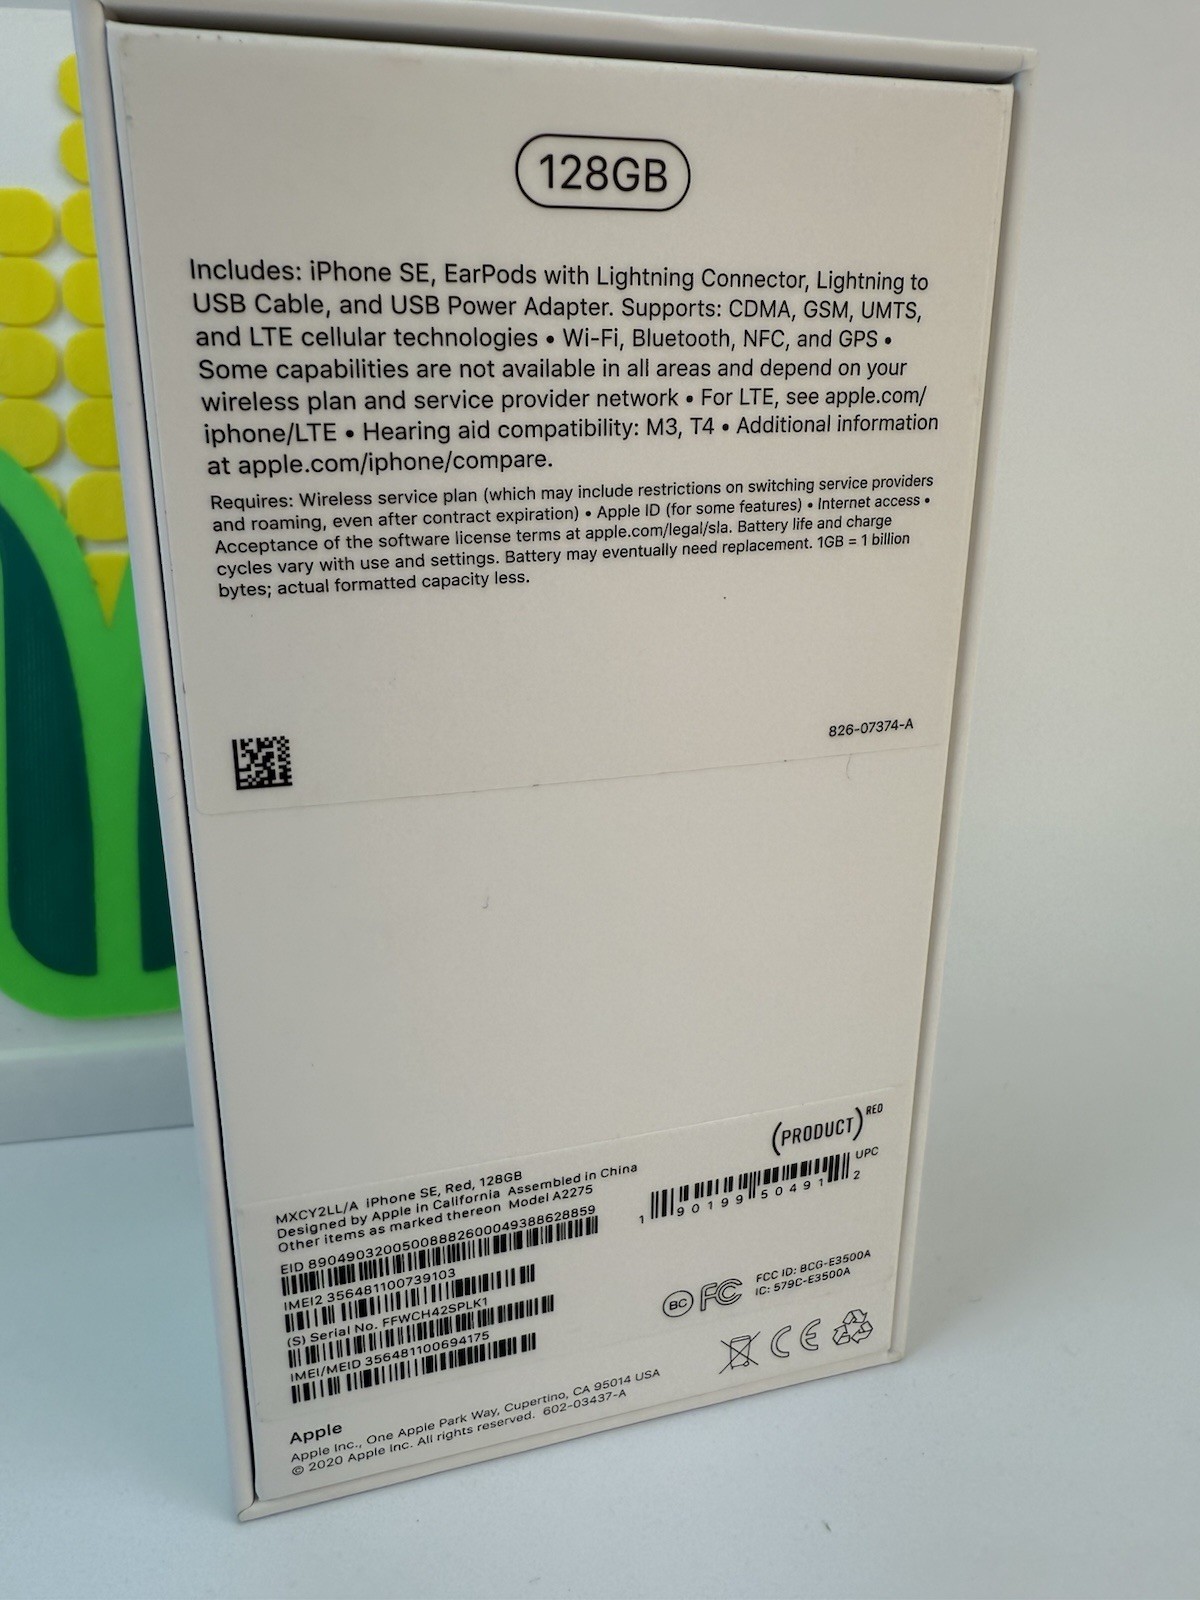 128GB
Includes: iPhone SE, EarPods with Lightning Connector, Lightning to
USB Cable, and USB Power Adapter. Supports: CDMA, GSM, UMTS,
and LTE cellular technologies • Wi-Fi, Bluetooth, NFC, and GPS •
Some capabilities are not available in all areas and depend on your
wireless plan and service provider network • For LTE, see apple.com/
iphone/LTE • Hearing aid compatibility: M3, T4 • Additional information
at apple.com/iphone/compare.
Requires: Wireless service plan (which may include restrictions on switching service providers
and roaming, even after contract expiration) • Apple ID (for some features) • Internet access •
Acceptance of the software license terms at apple.com/legal/sla. Battery life and charge
cycles vary with use and settings. Battery may eventually need replacement. 1GB = 1 billion
bytes; actual formatted capacity less.
826-07374-A
(PRODUCT)RED
MXCY2LL/A iPhone SE, Red, 128GB
Designed by Apple in California Assembled in China
Other items as marked thereon Model A2275
EID 89049032005008882600049388628859
IMEI2 356481100739103
(S) Serial No. FFWCH42SPLK1
IMEI/MEID 356481100694175
UPC
1 90199 50491 2
BC FC
FCC ID: BCG-E3500A
IC: 579C-E3500A
CE
Apple
Apple Inc., One Apple Park Way, Cupertino, CA 95014 USA
© 2020 Apple Inc. All rights reserved. 602-03437-A